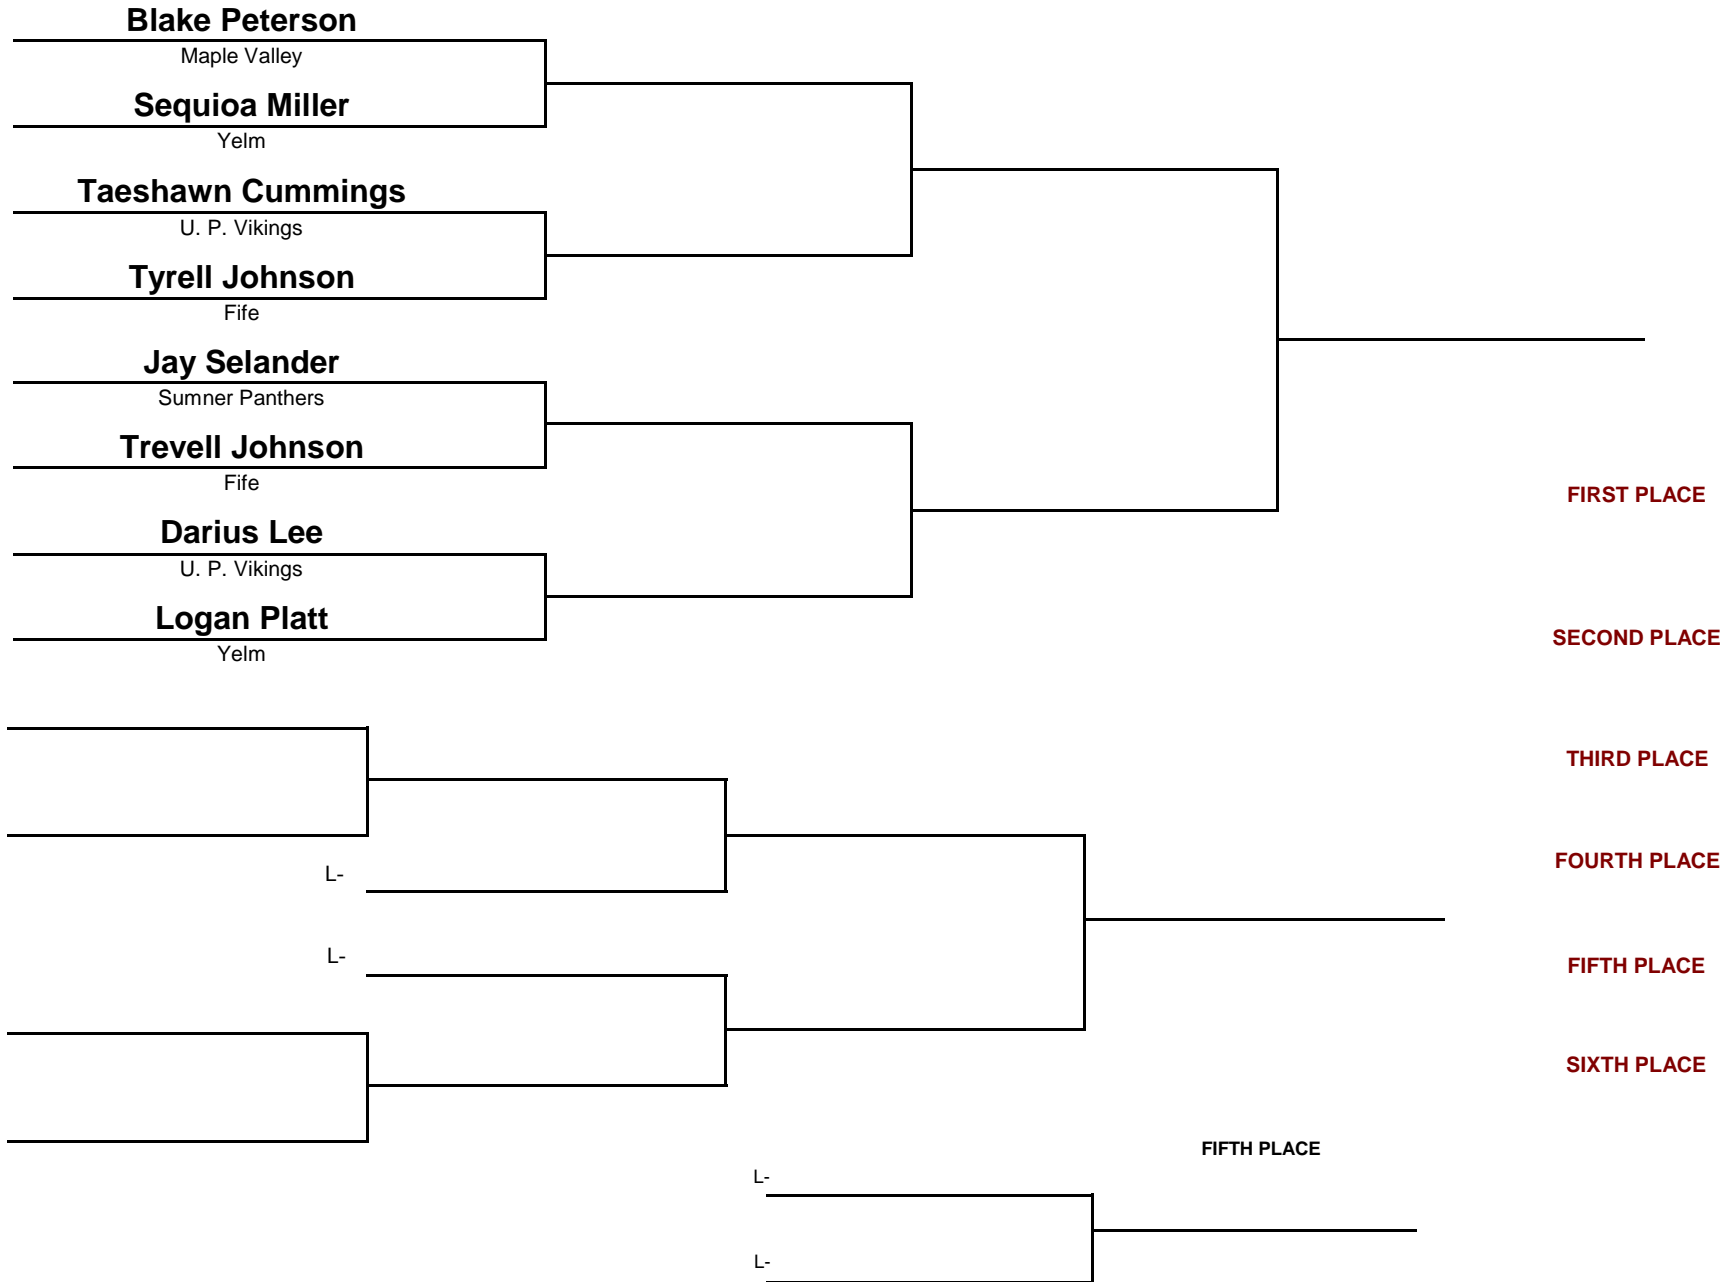 Blake Peterson
Maple Valley
Sequioa Miller
Yelm
Taeshawn Cummings
U. P. Vikings
Tyrell Johnson
Fife
Jay Selander
Sumner Panthers
Trevell Johnson
Fife
FIRST PLACE
Darius Lee
U. P. Vikings
Logan Platt
SECOND PLACE
Yelm
THIRD PLACE
FOURTH PLACE
L-
L-
FIFTH PLACE
SIXTH PLACE
FIFTH PLACE
L-
L-